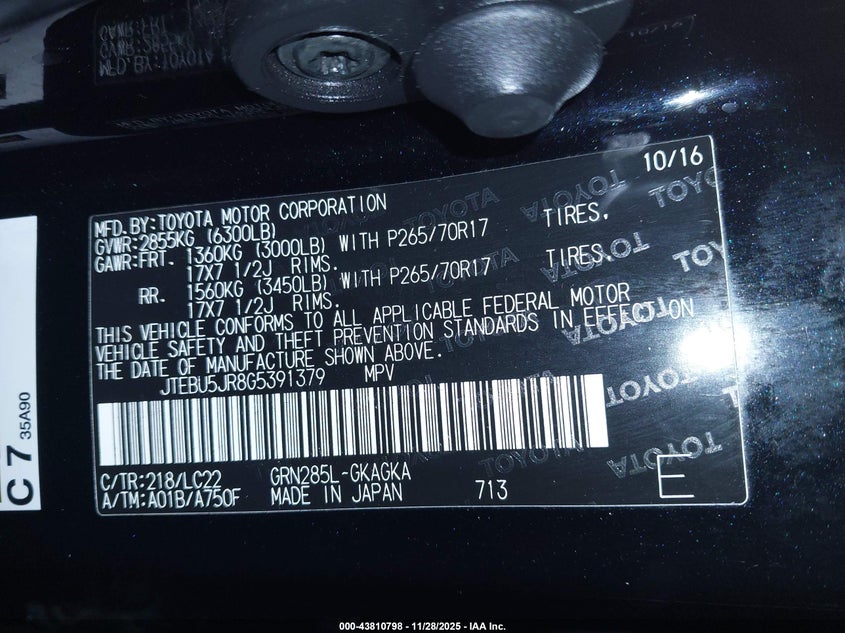 10/16
MFD. BY: TOYOTA MOTOR CORPORATION
GVWR: 2855KG (6300LB)
GAWR: FRT. 1360KG (3000LB) WITH P265/70R17 TIRES,
17X7 1/2J RIMS.
RR. 1560KG (3450LB) WITH P265/70R17 TIRES,
17X7 1/2J RIMS.
THIS VEHICLE CONFORMS TO ALL APPLICABLE FEDERAL MOTOR
VEHICLE SAFETY AND THEFT PREVENTION STANDARDS IN EFFECT ON
THE DATE OF MANUFACTURE SHOWN ABOVE.
JTEBU5JR8G5391379 MPV
C/TR: 218/LC22 GRN285L-GKAGKA
A/TM: A01B/A750F MADE IN JAPAN 713 E
TOYOTA
C 7 35A90
000-43810798 - 11/28/2025 - IAA Inc.